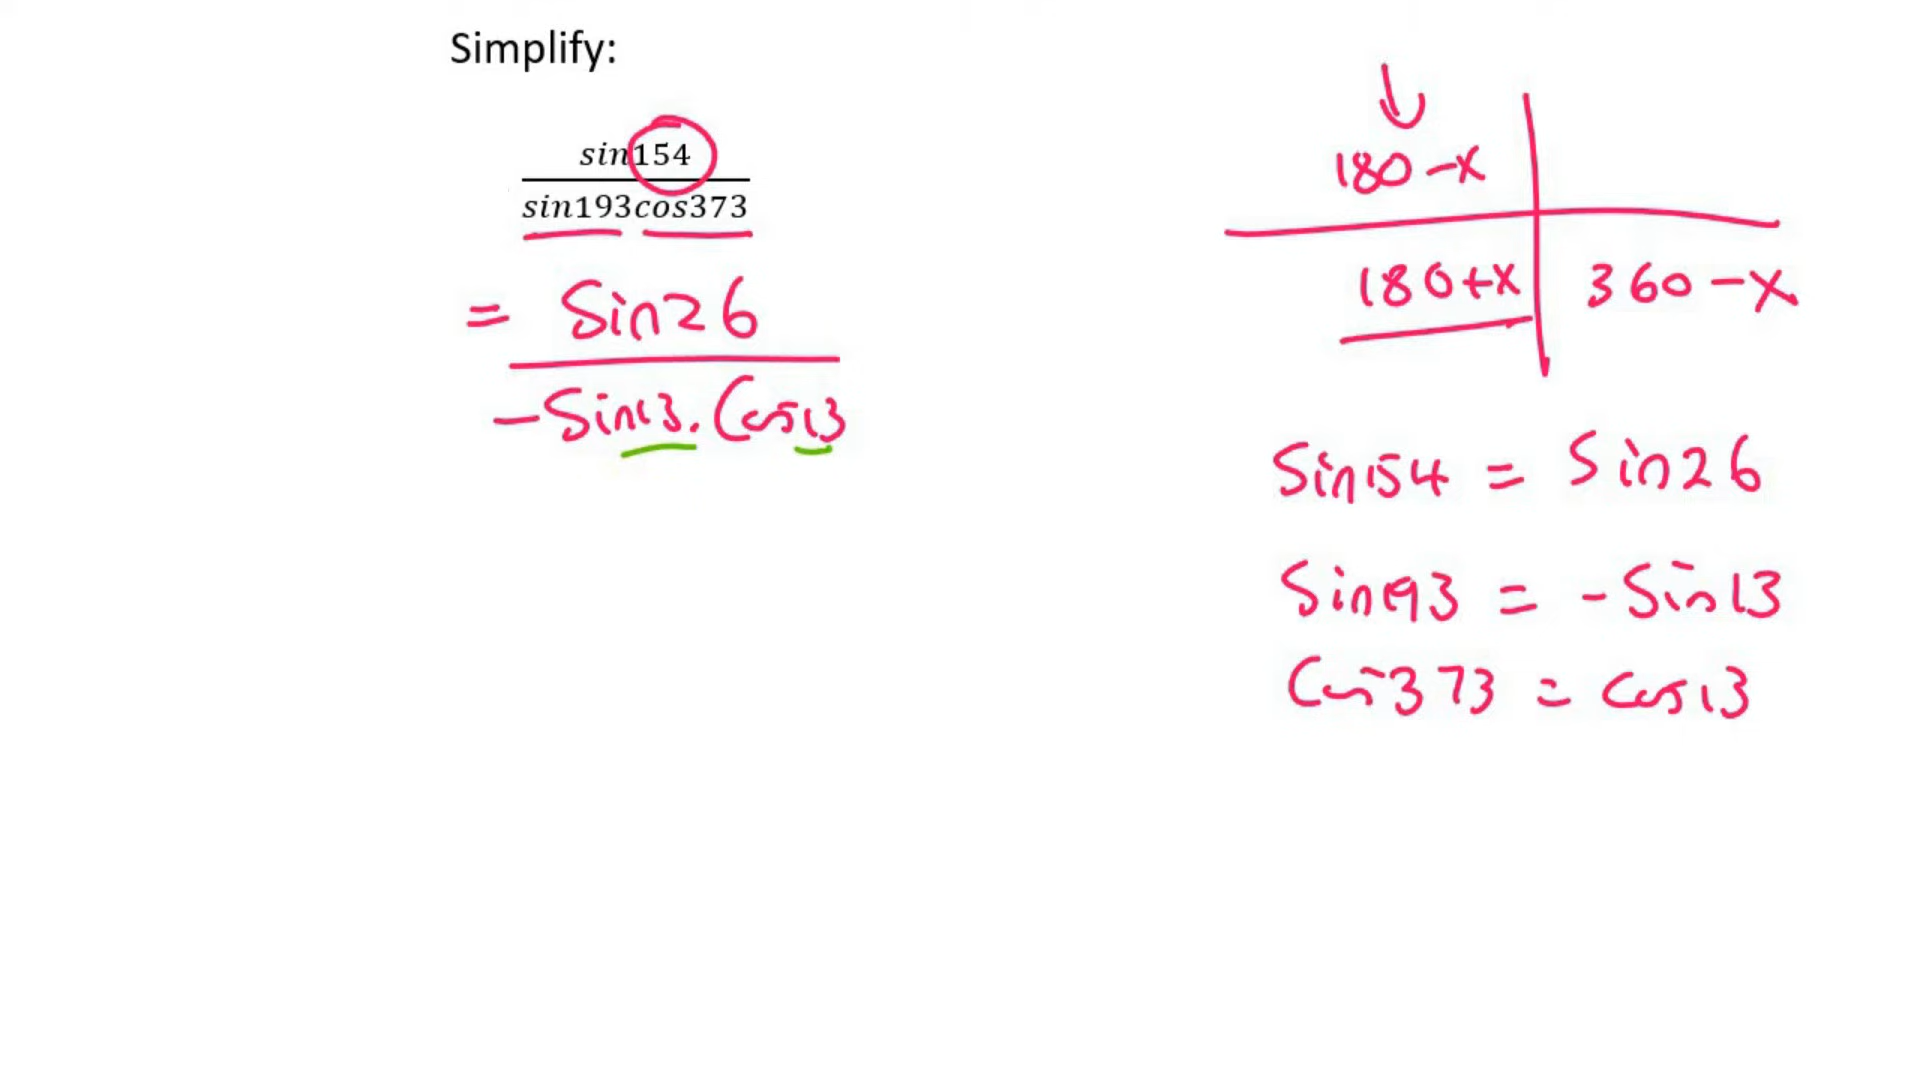 Simplify:
sin154
sin193cos373
= Sin26
-Sin13. Cos13
180-x
180+x
360-x
Sin154 = Sin26
Sin193 = -Sin13
Cos373 = cos13